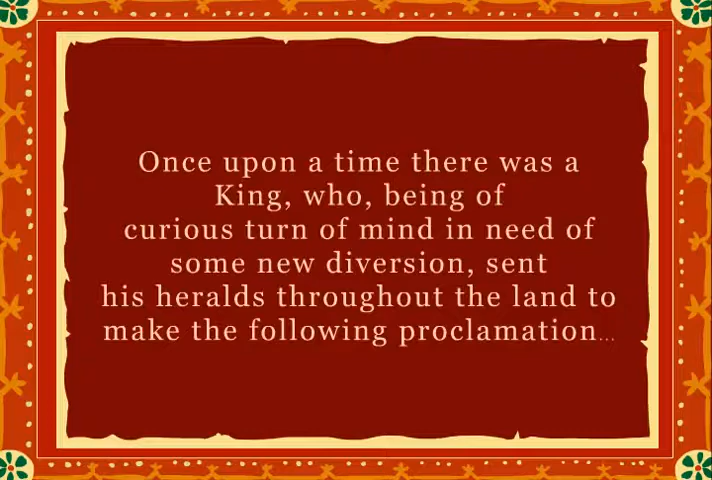 Once upon a time there was a
King, who, being of
curious turn of mind in need of
some new diversion, sent
his heralds throughout the land to
make the following proclamation...